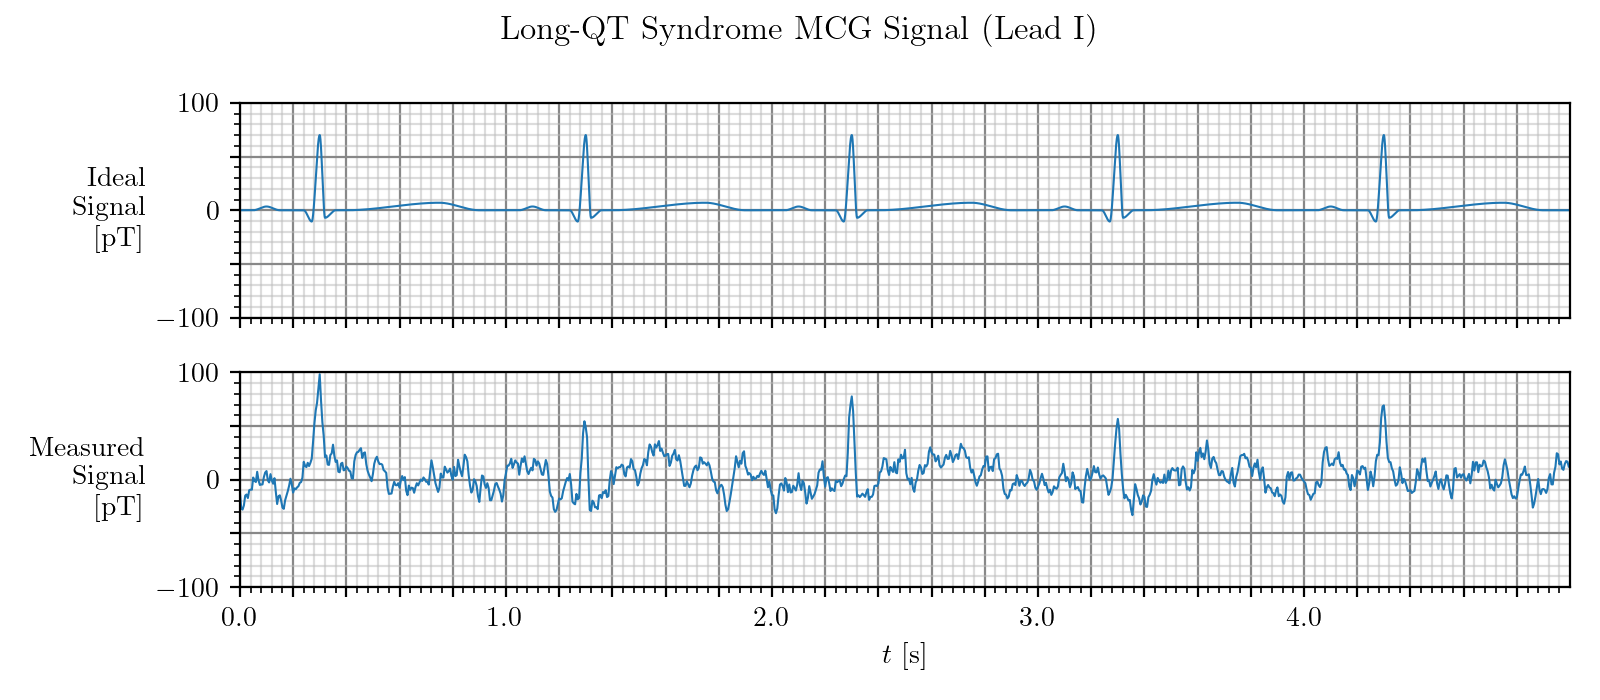 Long-QT Syndrome MCG Signal (Lead I)
100
0
−100
Ideal
Signal
[pT]
100
0
−100
Measured
Signal
[pT]
0.0 1.0 2.0 3.0 4.0
t [s]